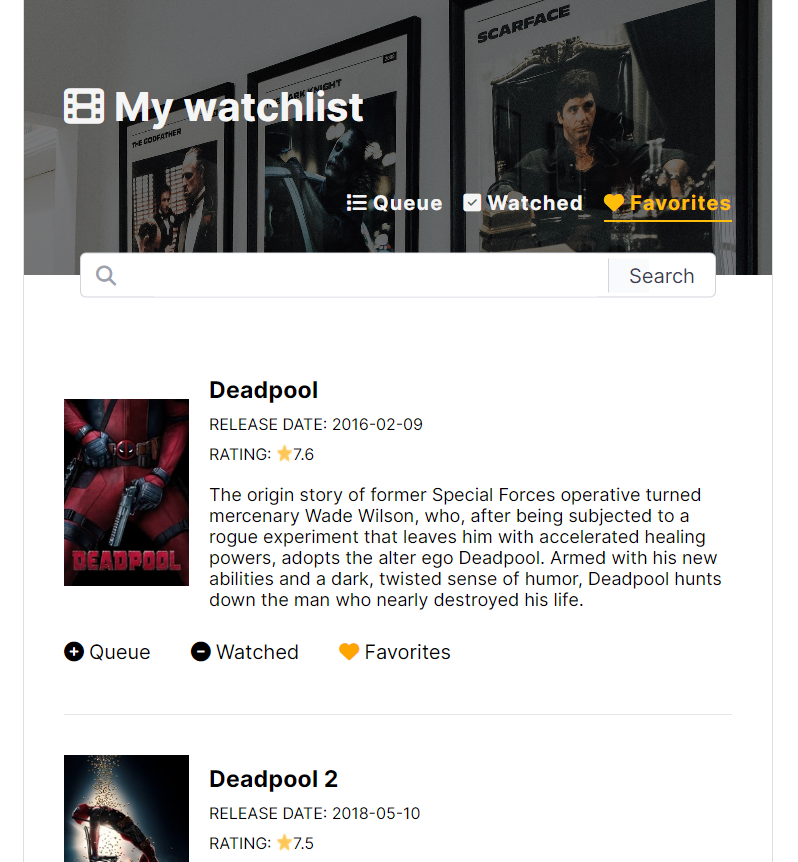 SCARFACE
DARK KNIGHT
THE GODFATHER
My watchlist
Queue Watched Favorites
Search
Deadpool
RELEASE DATE: 2016-02-09
RATING: ⭐7.6
DEADPOOL
The origin story of former Special Forces operative turned
mercenary Wade Wilson, who, after being subjected to a
rogue experiment that leaves him with accelerated healing
powers, adopts the alter ego Deadpool. Armed with his new
abilities and a dark, twisted sense of humor, Deadpool hunts
down the man who nearly destroyed his life.
Queue Watched Favorites
Deadpool 2
RELEASE DATE: 2018-05-10
RATING: ⭐7.5